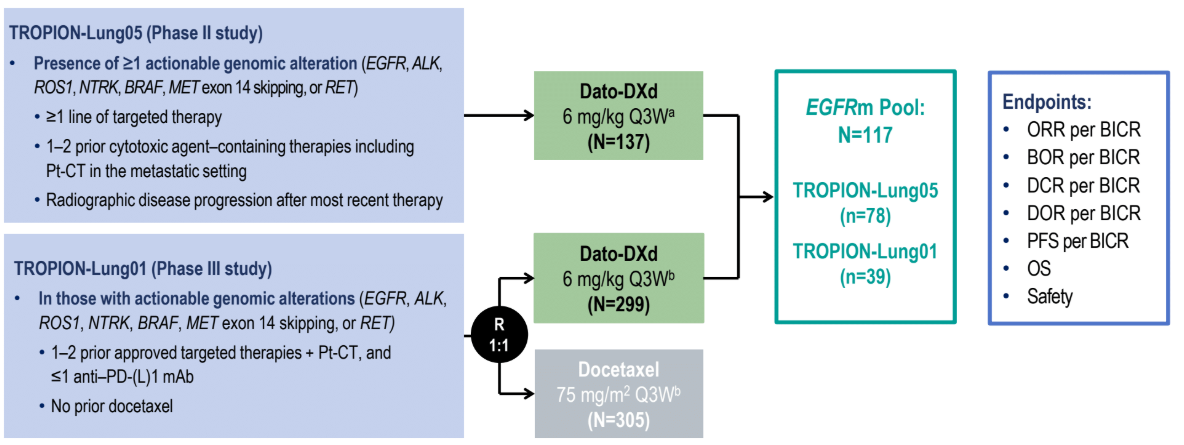 TROPION-Lung05 (Phase II study)
• Presence of ≥1 actionable genomic alteration (EGFR, ALK,
ROS1, NTRK, BRAF, MET exon 14 skipping, or RET)
• ≥1 line of targeted therapy
• 1–2 prior cytotoxic agent–containing therapies including
Pt-CT in the metastatic setting
• Radiographic disease progression after most recent therapy
TROPION-Lung01 (Phase III study)
• In those with actionable genomic alterations (EGFR, ALK,
ROS1, NTRK, BRAF, MET exon 14 skipping, or RET)
• 1–2 prior approved targeted therapies + Pt-CT, and
≤1 anti–PD-(L)1 mAb
• No prior docetaxel
R
1:1
Dato-DXd
6 mg/kg Q3Wᵃ
(N=137)
Dato-DXd
6 mg/kg Q3Wᵇ
(N=299)
Docetaxel
75 mg/m² Q3Wᵇ
(N=305)
EGFRm Pool:
N=117
TROPION-Lung05
(n=78)
TROPION-Lung01
(n=39)
Endpoints:
• ORR per BICR
• BOR per BICR
• DCR per BICR
• DOR per BICR
• PFS per BICR
• OS
• Safety